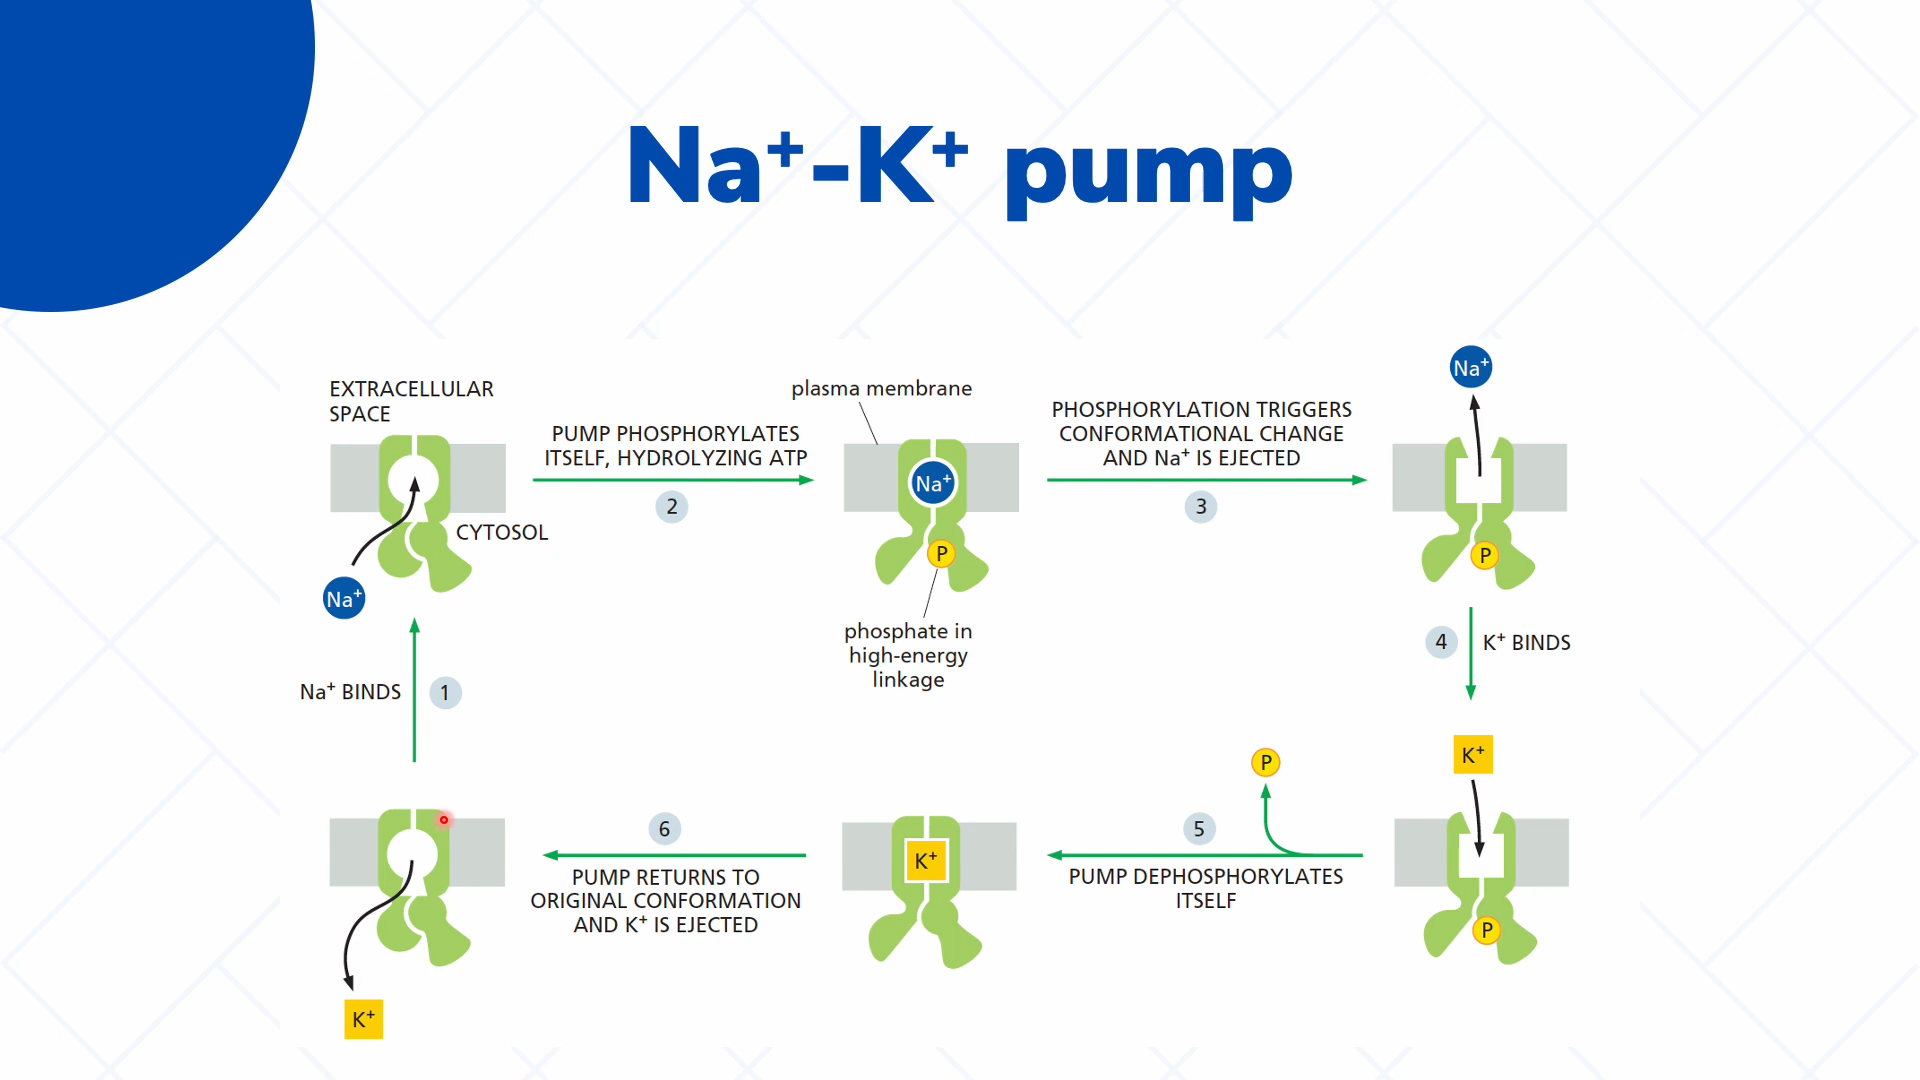 Na⁺-K⁺ pump
EXTRACELLULAR
SPACE
CYTOSOL
Na⁺
Na⁺ BINDS
1
PUMP PHOSPHORYLATES
ITSELF, HYDROLYZING ATP
2
plasma membrane
Na⁺
P
phosphate in
high-energy
linkage
PHOSPHORYLATION TRIGGERS
CONFORMATIONAL CHANGE
AND Na⁺ IS EJECTED
3
Na⁺
P
4
K⁺ BINDS
K⁺
P
P
5
PUMP DEPHOSPHORYLATES
ITSELF
K⁺
6
PUMP RETURNS TO
ORIGINAL CONFORMATION
AND K⁺ IS EJECTED
K⁺